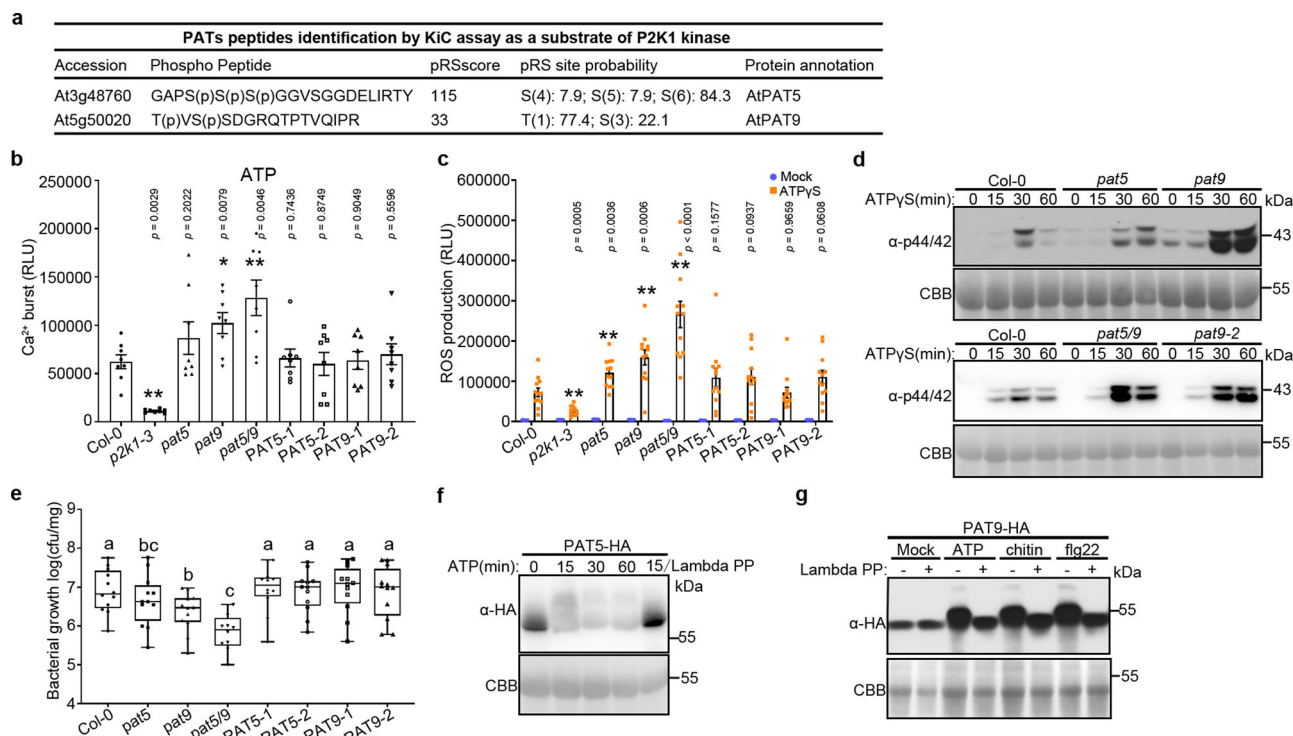 a
PATs peptides identification by KiC assay as a substrate of P2K1 kinase
Accession Phospho Peptide pRSscore pRS site probability Protein annotation
At3g48760 GAPS(p)S(p)S(p)GGVSGGDELIRTY 115 S(4): 7.9; S(5): 7.9; S(6): 84.3 AtPAT5
At5g50020 T(p)VS(p)SDGRQTPTVQIPR 33 T(1): 77.4; S(3): 22.1 AtPAT9
b
ATP
Ca²⁺ burst (RLU)
250000
200000
150000
100000
50000
0
p = 0.0029
p = 0.2022
p = 0.0079
p = 0.0046
p = 0.7436
p = 0.8749
p = 0.9049
p = 0.5596
** * **
Col-0 p2k1-3 pat5 pat9 pat5/9 PAT5-1 PAT5-2 PAT9-1 PAT9-2
c
Mock
ATPγS
ROS production (RLU)
600000
500000
400000
300000
200000
100000
0
p = 0.0005
p = 0.0036
p = 0.0006
p < 0.0001
p = 0.1577
p = 0.0937
p = 0.9659
p = 0.0608
** ** ** **
Col-0 p2k1-3 pat5 pat9 pat5/9 PAT5-1 PAT5-2 PAT9-1 PAT9-2
d
Col-0 pat5 pat9
ATPγS(min): 0 15 30 60 0 15 30 60 0 15 30 60 kDa
α-p44/42 43
CBB 55
Col-0 pat5/9 pat9-2
ATPγS(min): 0 15 30 60 0 15 30 60 0 15 30 60 kDa
α-p44/42 43
CBB 55
e
Bacterial growth log(cfu/mg)
9
8
7
6
5
4
a bc b c a a a a
Col-0 pat5 pat9 pat5/9 PAT5-1 PAT5-2 PAT9-1 PAT9-2
f
PAT5-HA
ATP(min): 0 15 30 60 15/Lambda PP
kDa
α-HA
55
CBB 55
g
PAT9-HA
Mock ATP chitin flg22
Lambda PP: - + - + - + - + kDa
α-HA 55
CBB 55